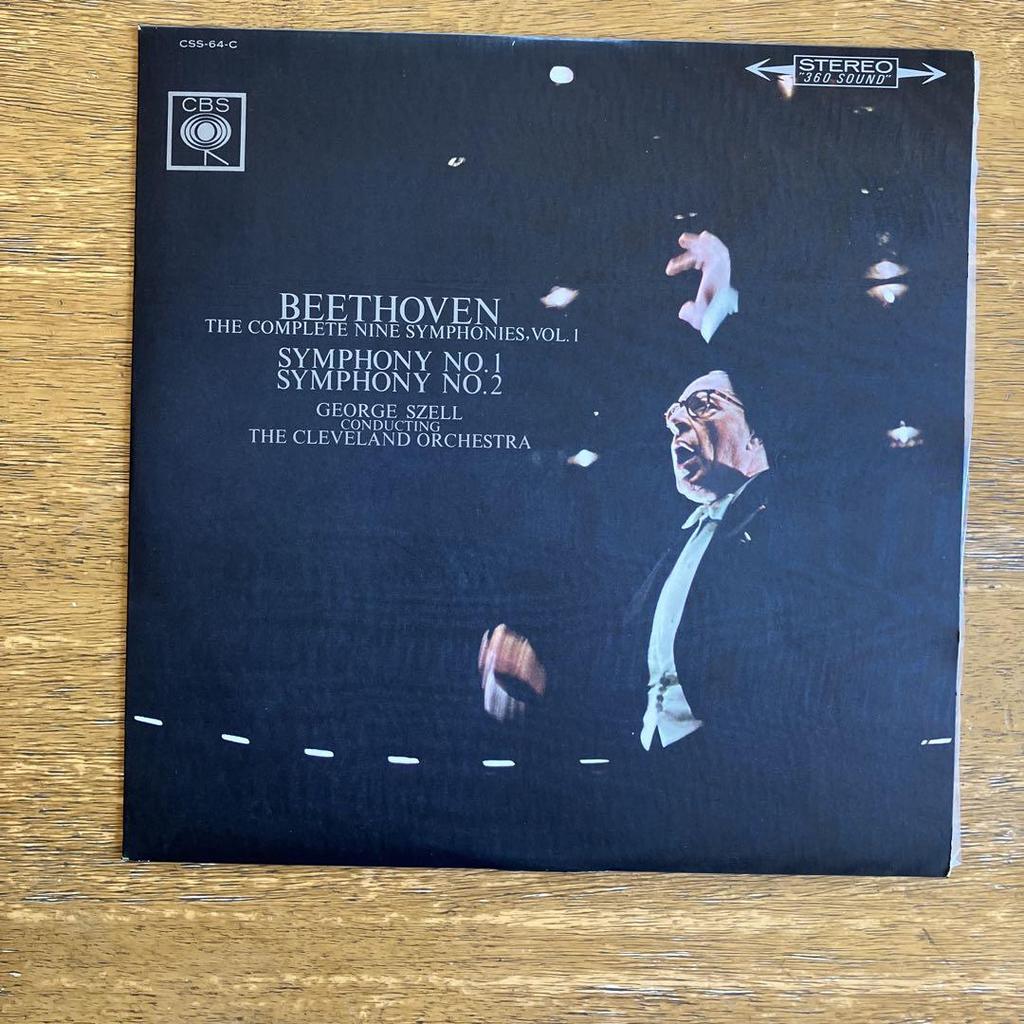 CSS-64-C
STEREO
"360 SOUND"
CBS
BEETHOVEN
THE COMPLETE NINE SYMPHONIES, VOL. 1
SYMPHONY NO.1
SYMPHONY NO.2
GEORGE SZELL
CONDUCTING
THE CLEVELAND ORCHESTRA